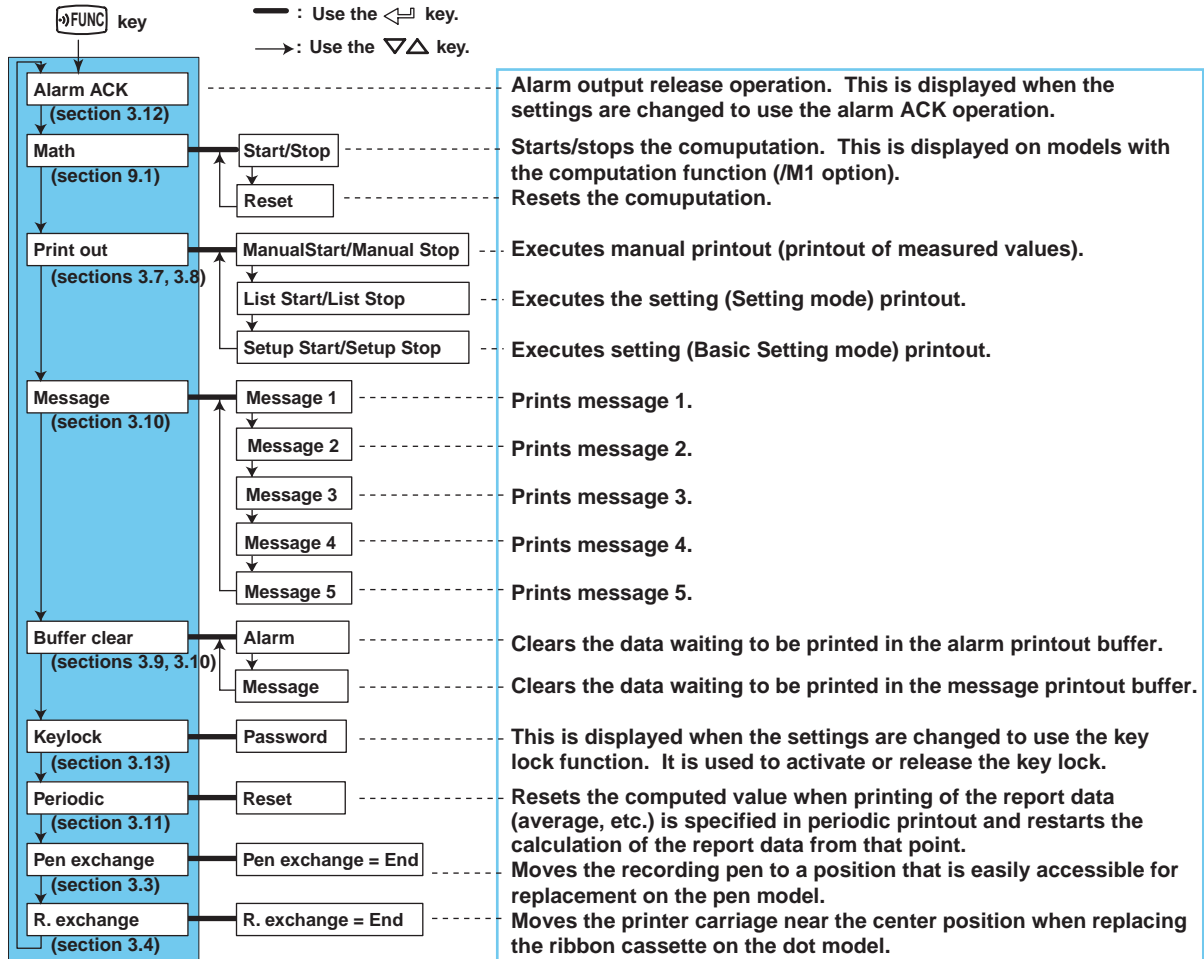 FUNC key
: Use the key.
: Use the key.
Alarm ACK
(section 3.12)
Alarm output release operation. This is displayed when the
settings are changed to use the alarm ACK operation.
Math
(section 9.1)
Start/Stop
Starts/stops the comuputation. This is displayed on models with
the computation function (/M1 option).
Reset
Resets the comuputation.
Print out
(sections 3.7, 3.8)
ManualStart/Manual Stop
Executes manual printout (printout of measured values).
List Start/List Stop
Executes the setting (Setting mode) printout.
Setup Start/Setup Stop
Executes setting (Basic Setting mode) printout.
Message
(section 3.10)
Message 1
Prints message 1.
Message 2
Prints message 2.
Message 3
Prints message 3.
Message 4
Prints message 4.
Message 5
Prints message 5.
Buffer clear
(sections 3.9, 3.10)
Alarm
Clears the data waiting to be printed in the alarm printout buffer.
Message
Clears the data waiting to be printed in the message printout buffer.
Keylock
(section 3.13)
Password
This is displayed when the settings are changed to use the key
lock function. It is used to activate or release the key lock.
Periodic
(section 3.11)
Reset
Resets the computed value when printing of the report data
(average, etc.) is specified in periodic printout and restarts the
calculation of the report data from that point.
Pen exchange
(section 3.3)
Pen exchange = End
Moves the recording pen to a position that is easily accessible for
replacement on the pen model.
R. exchange
(section 3.4)
R. exchange = End
Moves the printer carriage near the center position when replacing
the ribbon cassette on the dot model.